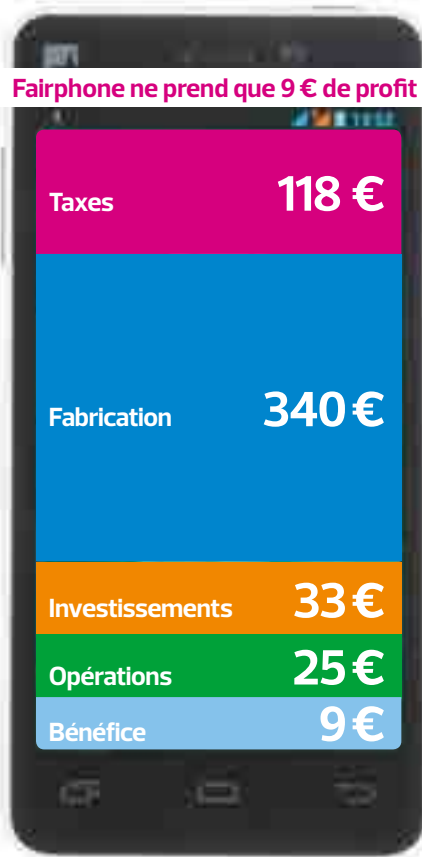 Fairphone ne prend que 9 € de profit
Taxes 118 €
Fabrication 340 €
Investissements 33 €
Opérations 25 €
Bénéfice 9 €